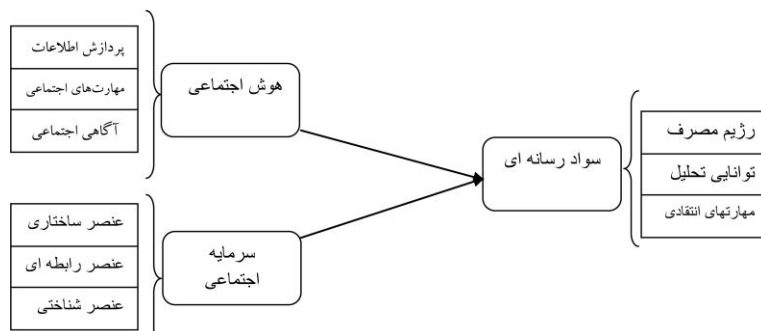 پردازش اطلاعات
مهارت‌های اجتماعی
آگاهی اجتماعی
هوش اجتماعی
عنصر ساختاری
عنصر رابطه ای
عنصر شناختی
سرمایه
اجتماعی
سواد رسانه ای
رژیم مصرف
توانایی تحلیل
مهارتهای انتقادی